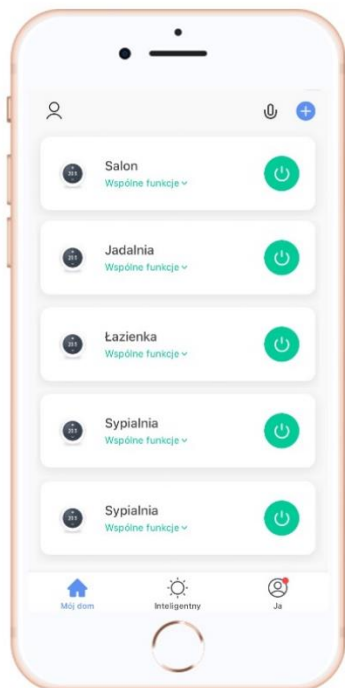 Salon
Wspólne funkcje
Jadalnia
Wspólne funkcje
Łazienka
Wspólne funkcje
Sypialnia
Wspólne funkcje
Sypialnia
Wspólne funkcje
Mój dom
Inteligentny
Ja